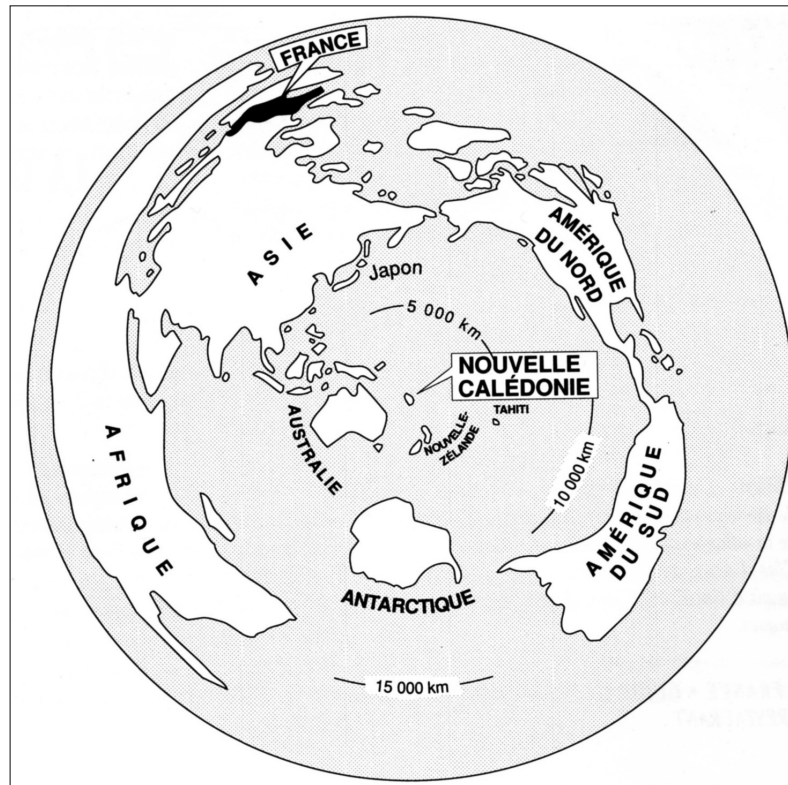 FRANCE
ASIE
Japon
AMÉRIQUE
DU NORD
5 000 km
NOUVELLE
CALÉDONIE
TAHITI
AUSTRALIE
NOUVELLE-
ZÉLANDE
10 000 km
AFRIQUE
AMÉRIQUE
DU SUD
ANTARCTIQUE
15 000 km